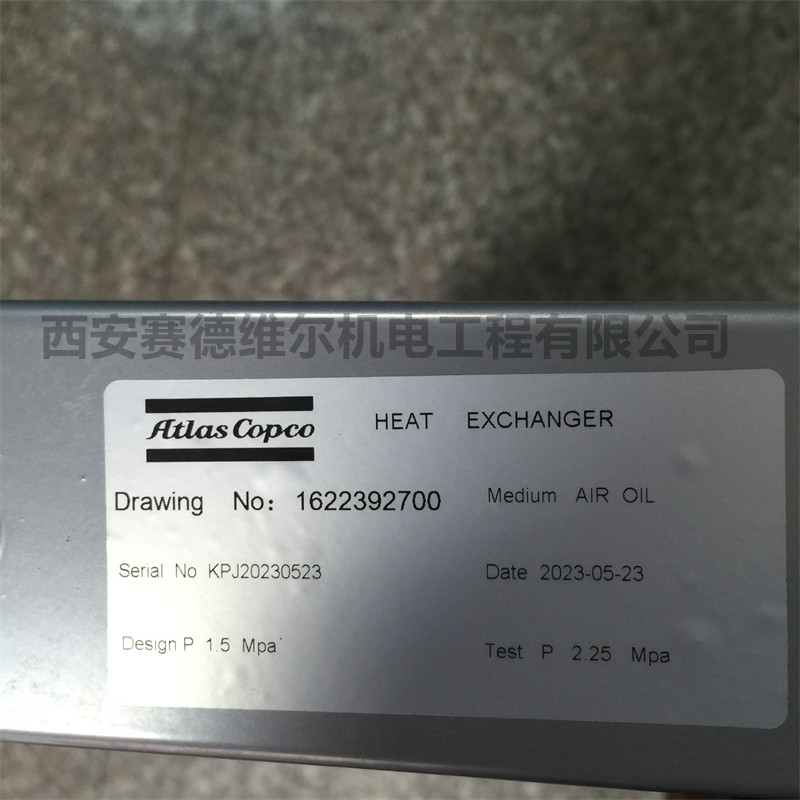 西安赛德维尔机电工程有限公司
Atlas Copco HEAT EXCHANGER
Drawing No: 1622392700 Medium AIR OIL
Serial No KPJ20230523 Date 2023-05-23
Design P 1.5 Mpa Test P 2.25 Mpa